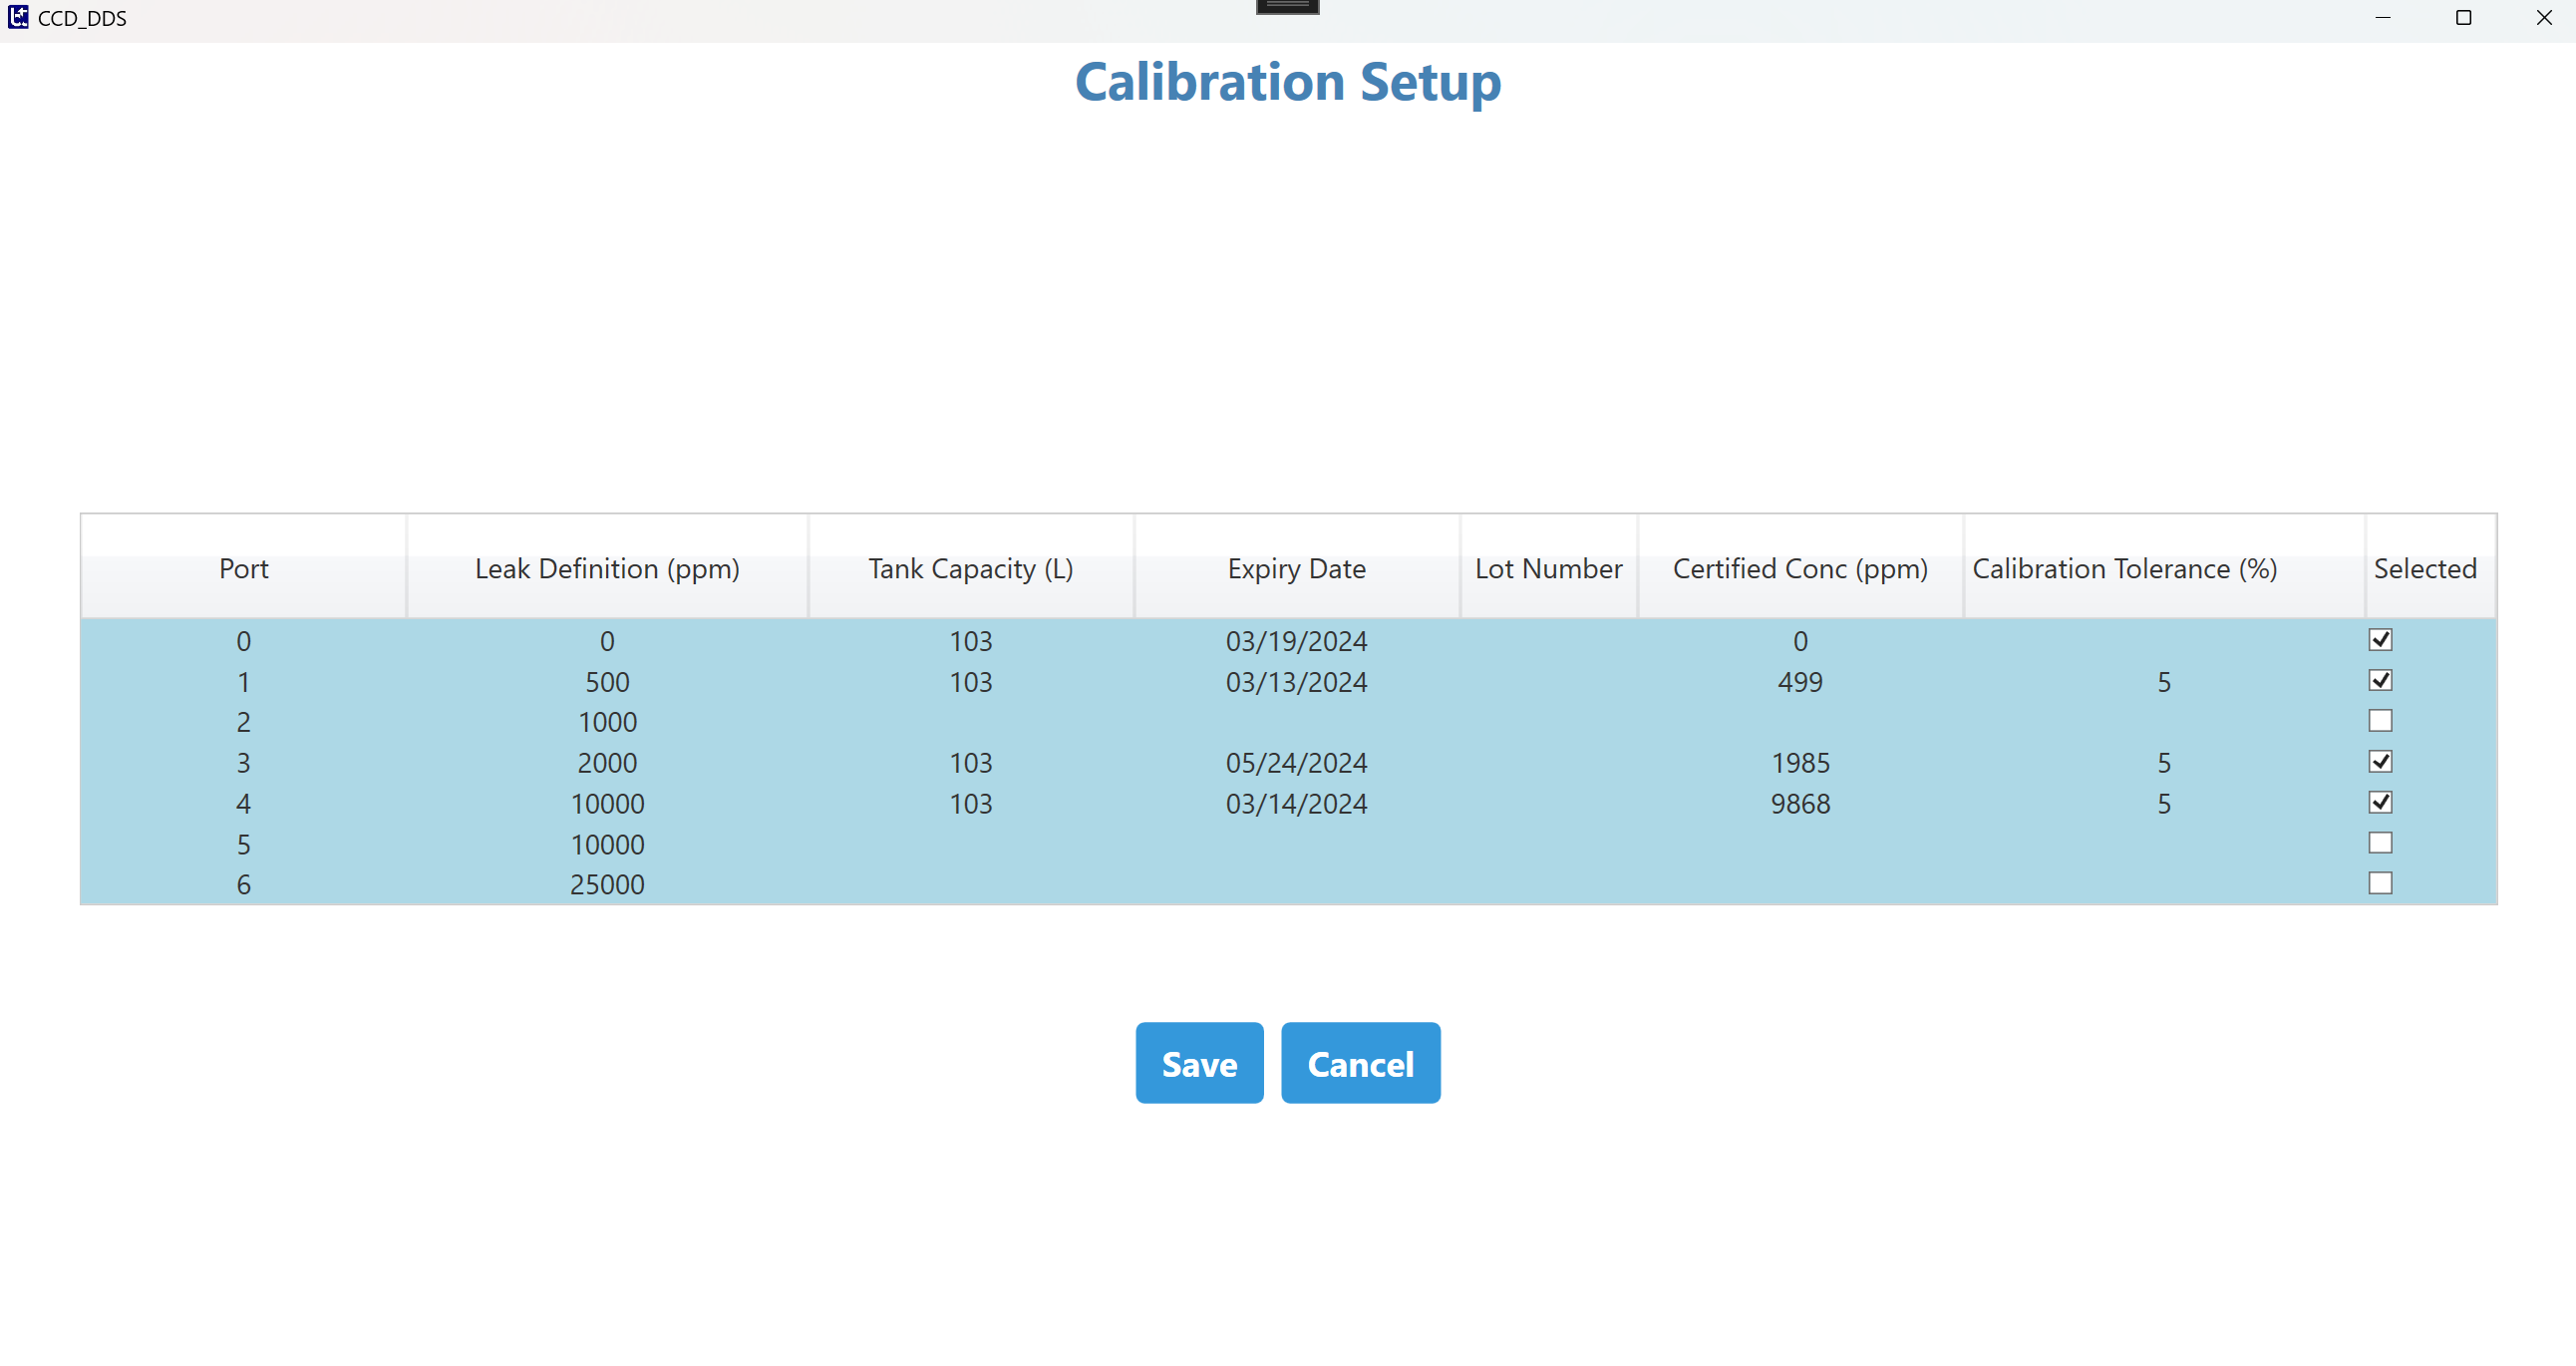 CCD_DDS
Calibration Setup
Port Leak Definition (ppm) Tank Capacity (L) Expiry Date Lot Number Certified Conc (ppm) Calibration Tolerance (%) Selected
0 0 103 03/19/2024 0
1 500 103 03/13/2024 499 5
2 1000
3 2000 103 05/24/2024 1985 5
4 10000 103 03/14/2024 9868 5
5 10000
6 25000
Save Cancel